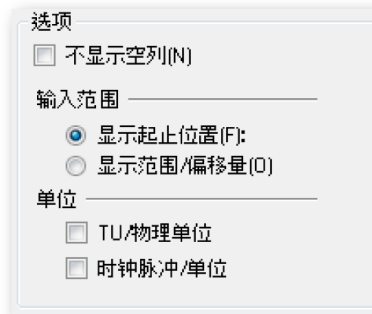 选项
不显示空列(N)
输入范围
显示起止位置(F):
显示范围/偏移量(O)
单位
TU/物理单位
时钟脉冲/单位